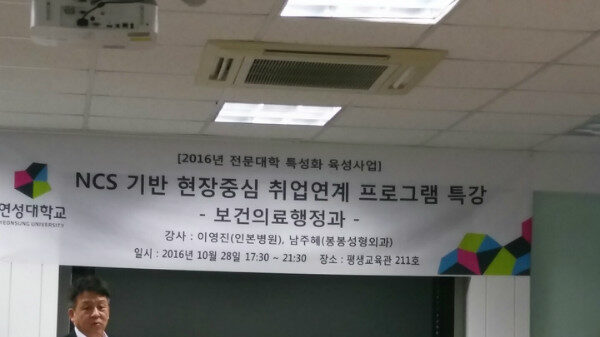 [2016년 전문대학 특성화 육성사업]
NCS 기반 현장중심 취업연계 프로그램 특강
- 보건의료행정과 -
강사 : 이영진(인본병원), 남주혜(봉봉성형외과)
일시 : 2016년 10월 28일 17:30 ~ 21:30 장소 : 평생교육관 211호
연성대학교
YEONSUNG UNIVERSITY